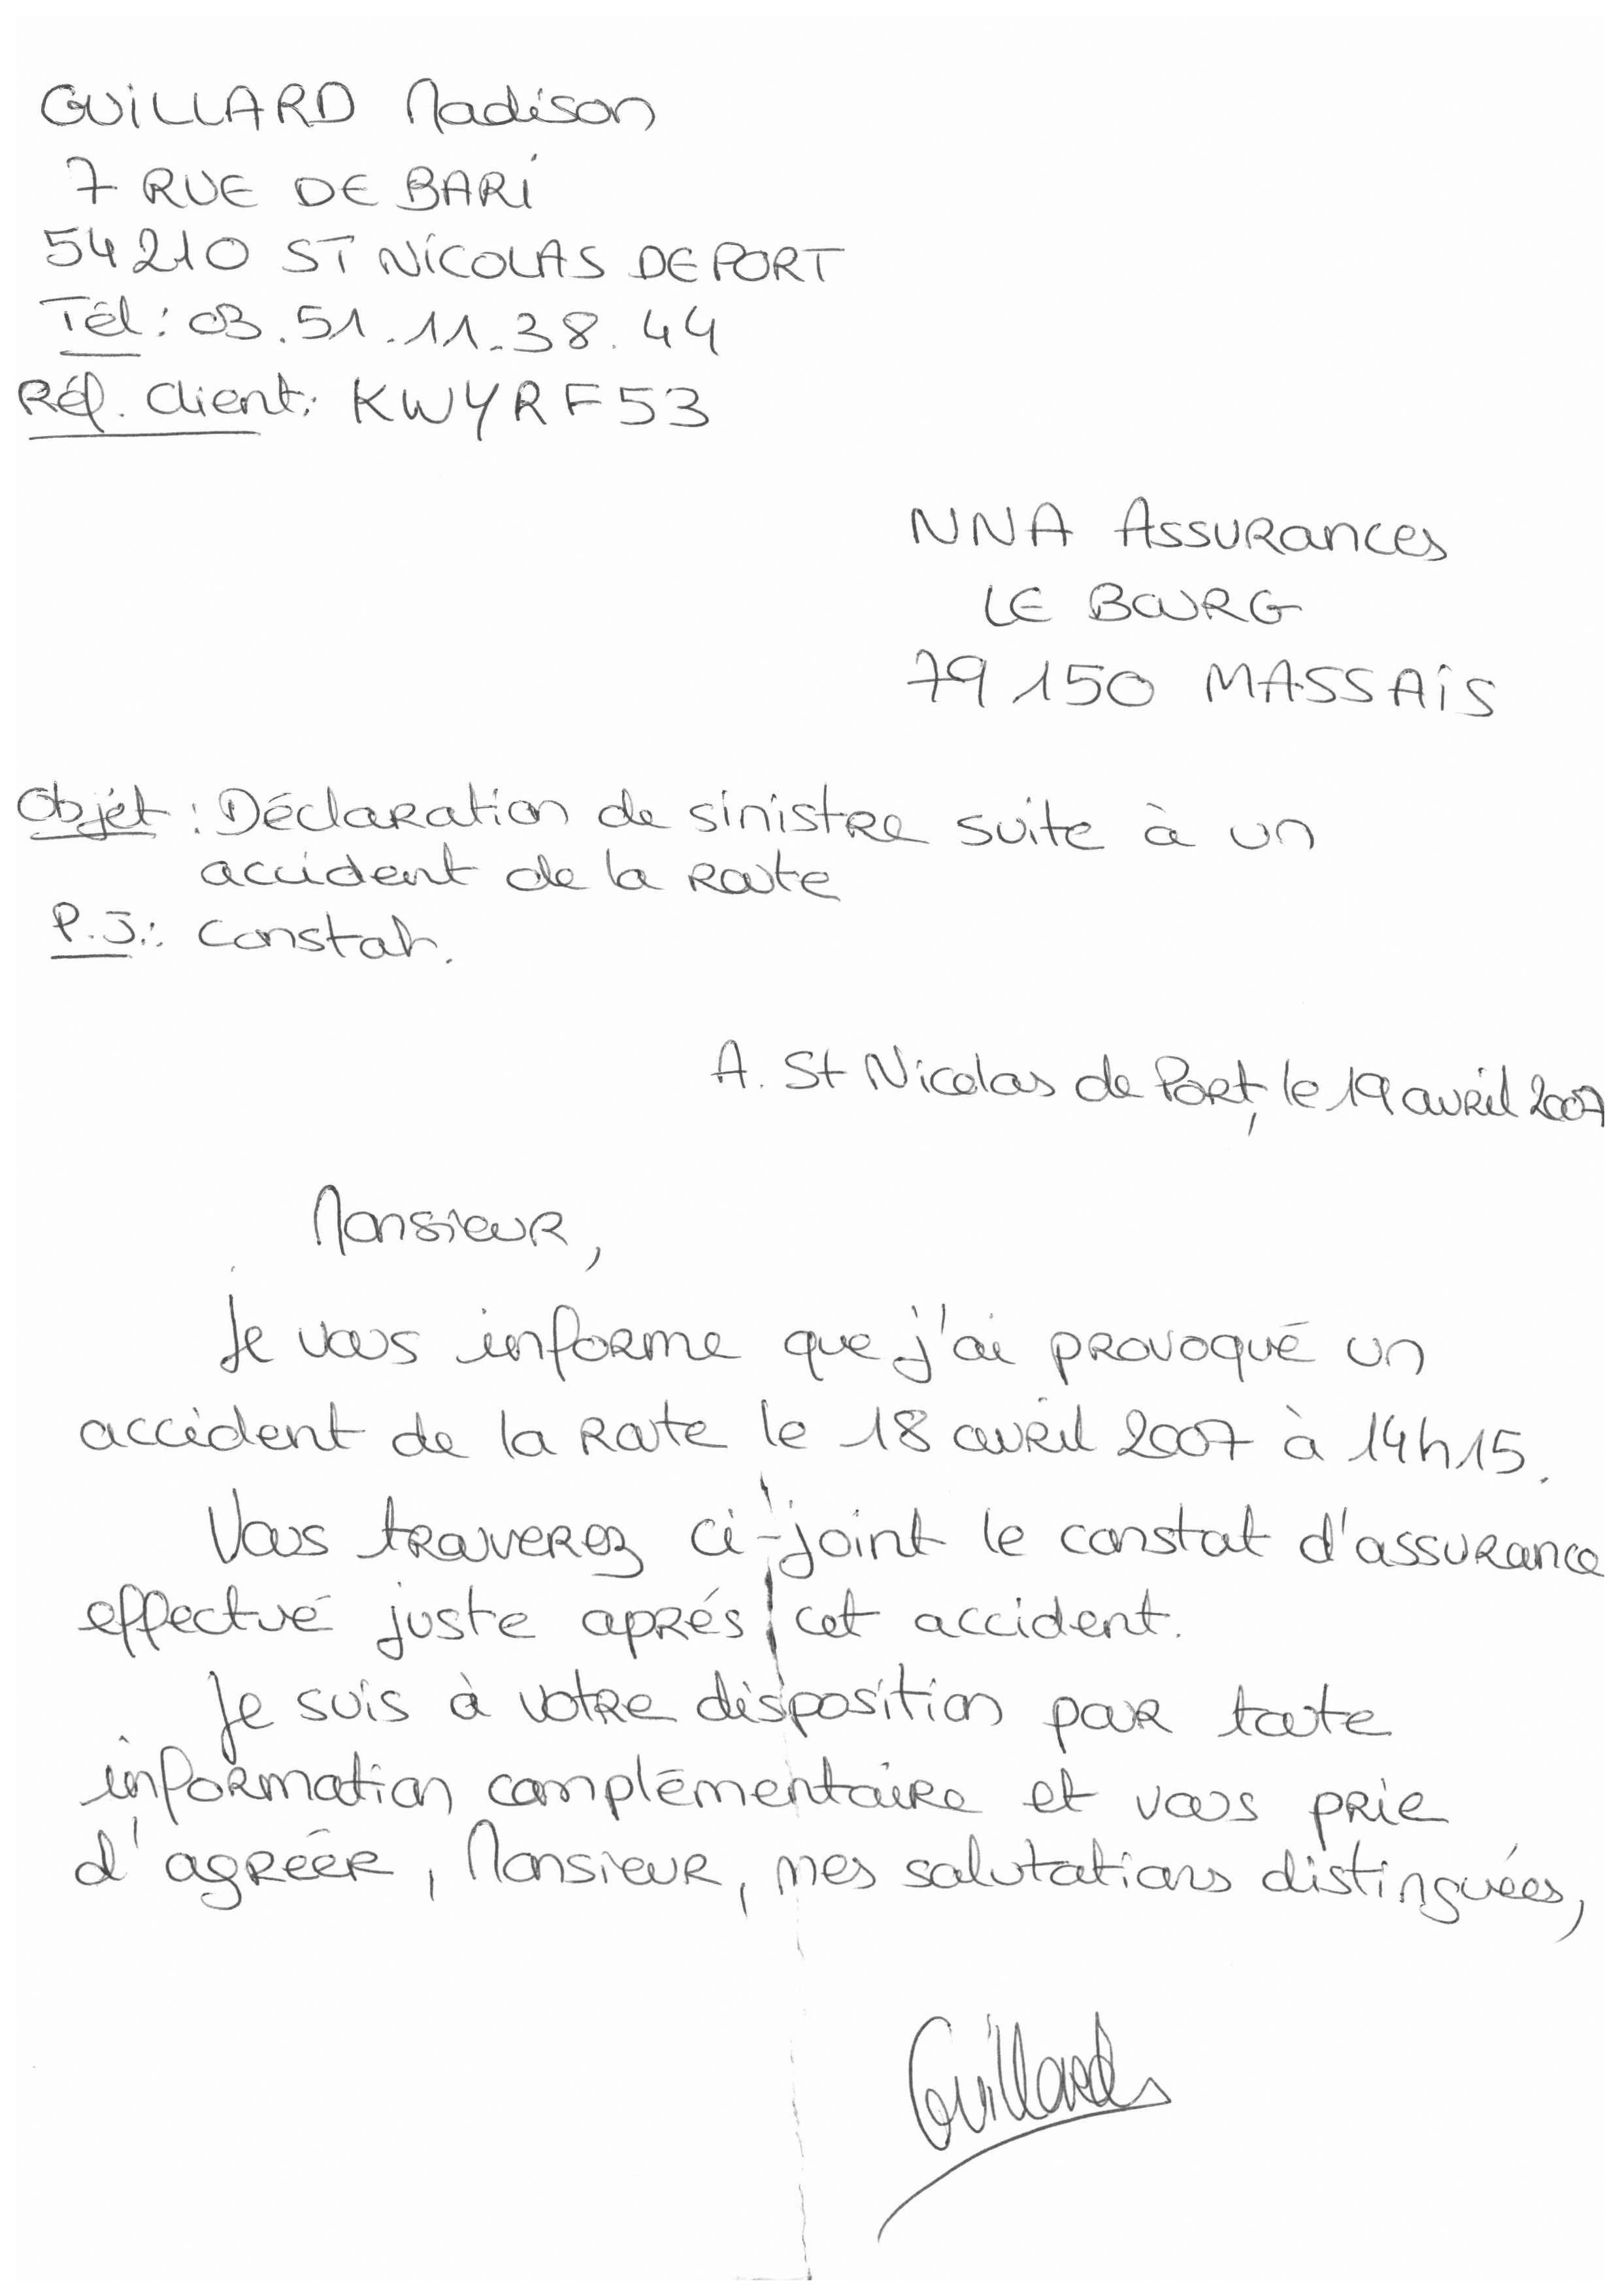 GUILLARD Madison
7 RUE DE BARI
54210 ST NICOLAS DE PORT
Tél : 03.51.11.38.44
Réf. Client : KWYRF53
NNA Assurances
LE BOURG
79150 MASSAIS
Objet : Déclaration de sinistre suite à un
accident de la route
P.J. : Constat.
A. St Nicolas de Port, le 19 avril 2007
Monsieur,
Je vous informe que j'ai provoqué un
accident de la route le 18 avril 2007 à 14h15.
Vous trouverez ci-joint le constat d'assurance
effectué juste aprés cet accident.
Je suis à votre disposition pour toute
information complémentaire et vous prie
d'agréer, Monsieur, mes salutations distinguées,
Guillard